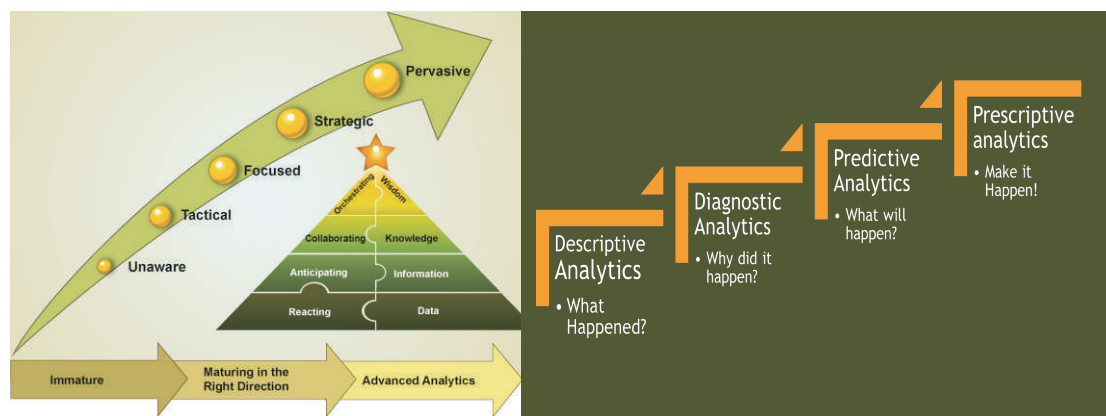 Pervasive
Strategic
Focused
Tactical
Unaware
Orchestrating
Wisdom
Collaborating
Knowledge
Anticipating
Information
Reacting
Data
Immature
Maturing in the
Right Direction
Advanced Analytics
Descriptive
Analytics
• What
Happened?
Diagnostic
Analytics
• Why did it
happen?
Predictive
Analytics
• What will
happen?
Prescriptive
analytics
• Make it
Happen!